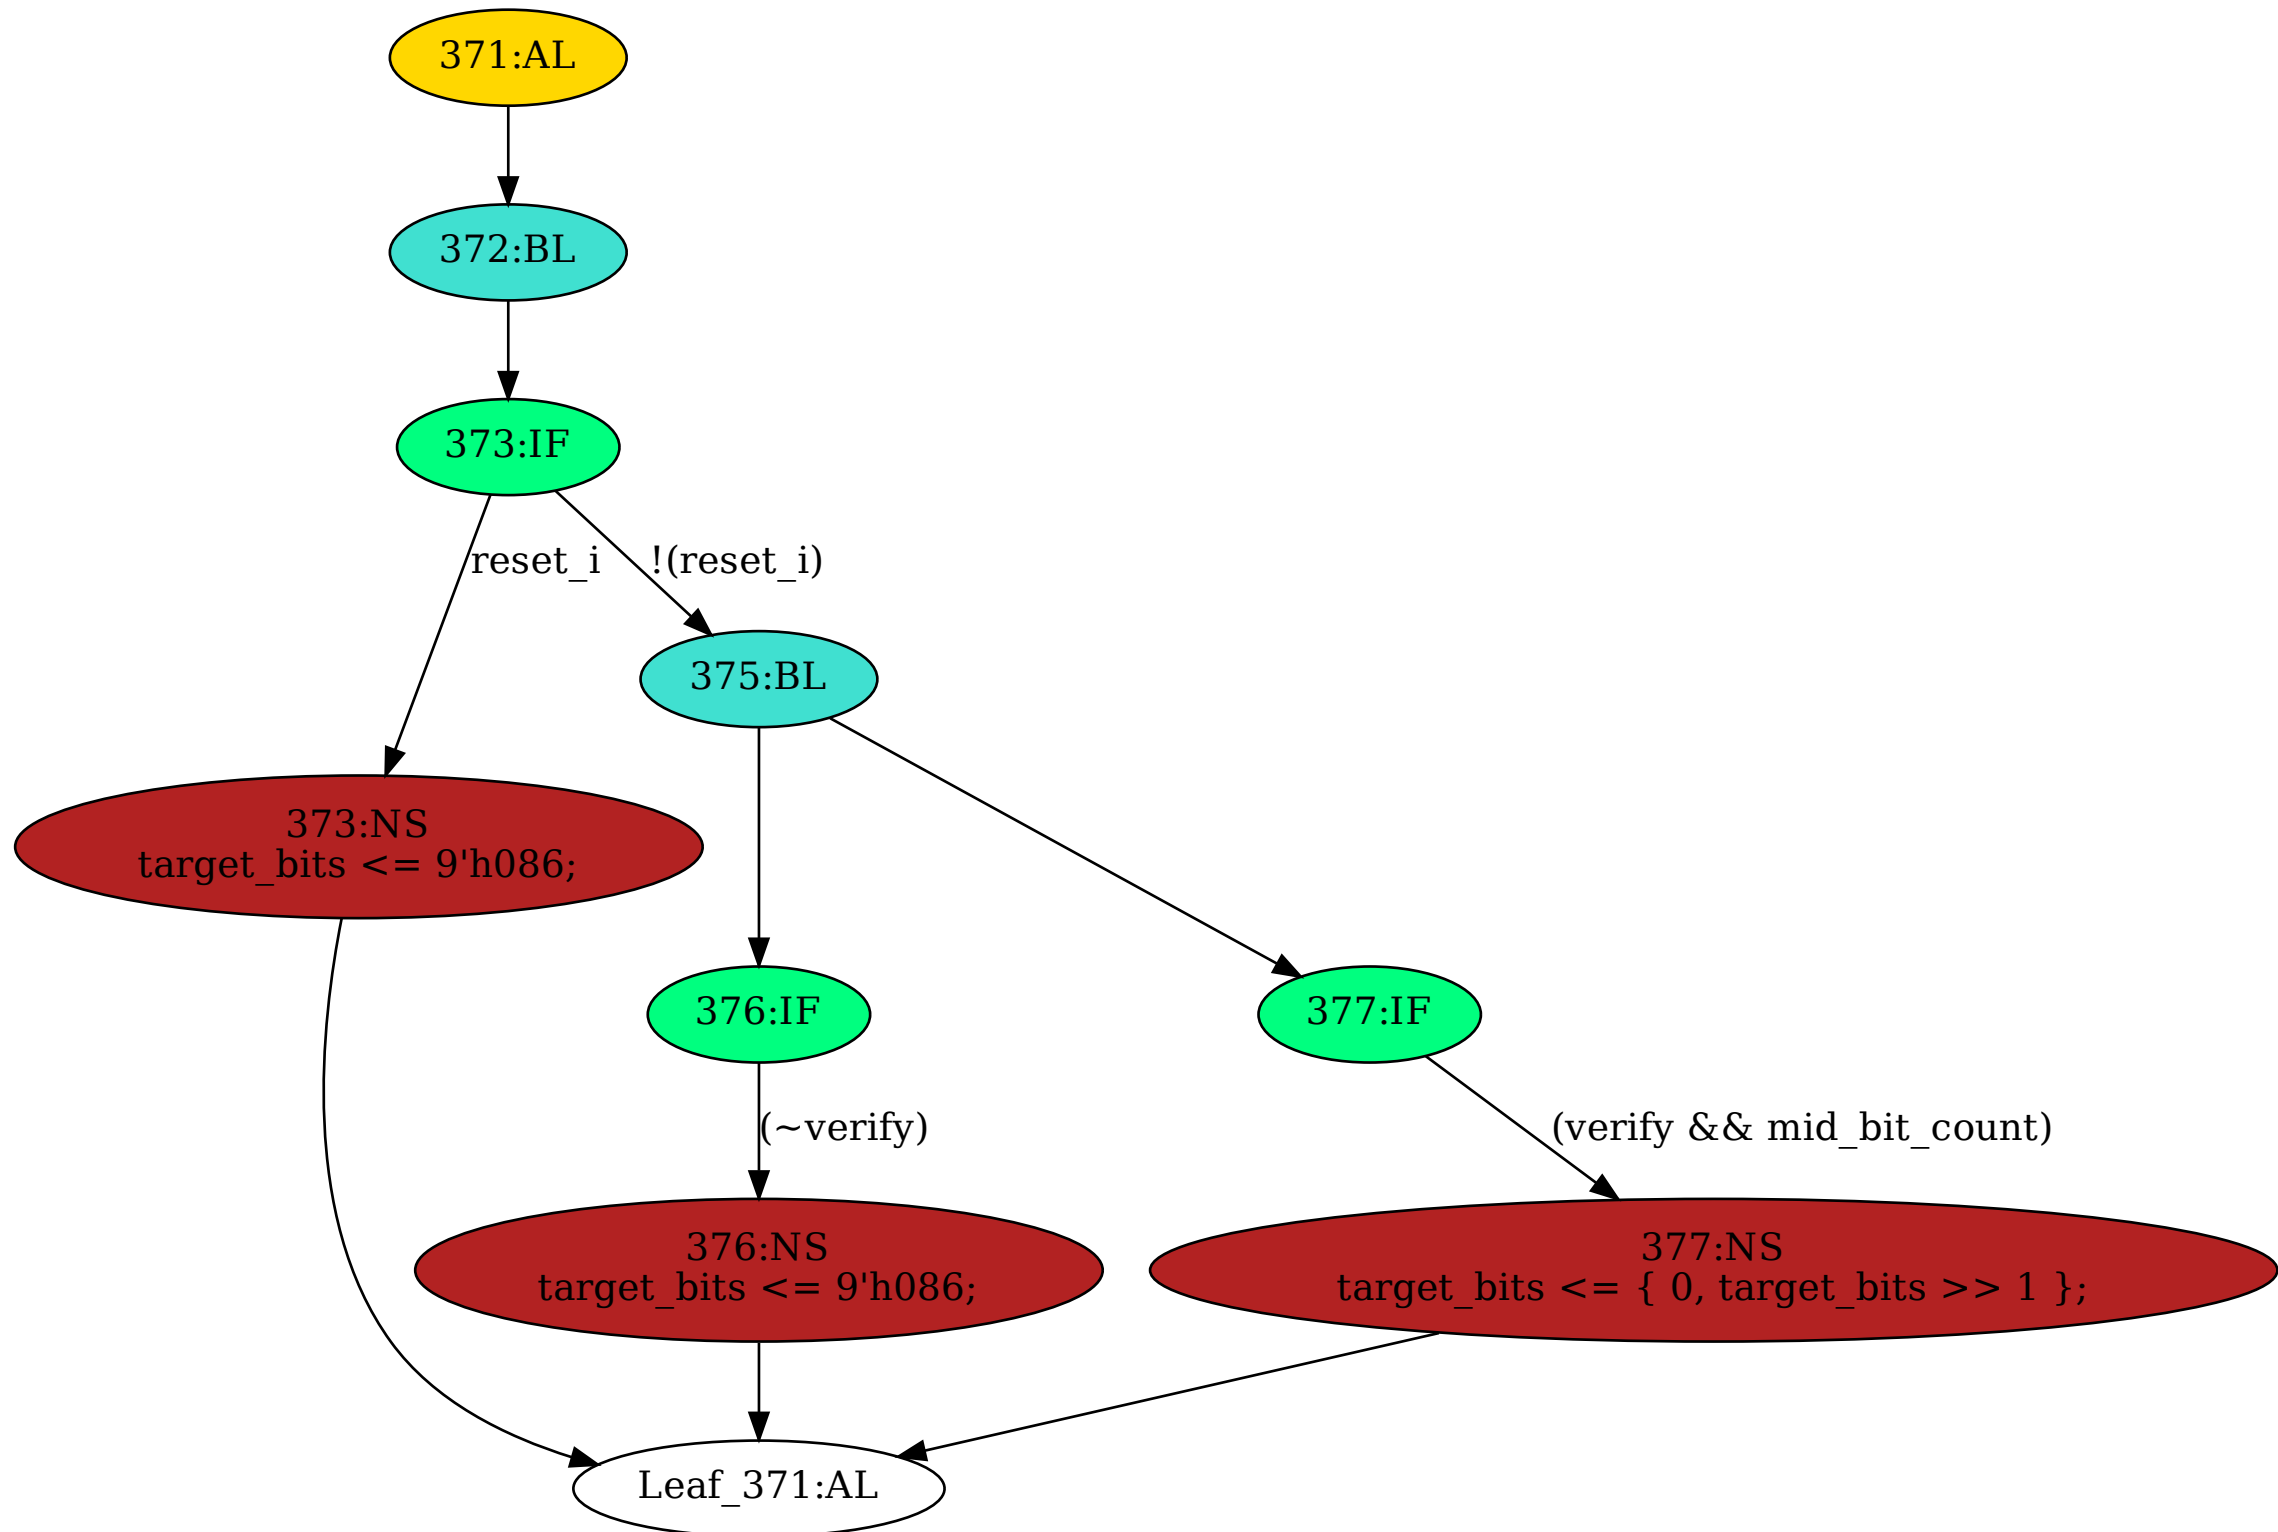 371:AL
372:BL
373:IF
reset_i
!(reset_i)
375:BL
373:NS
target_bits <= 9'h086;
376:IF
377:IF
(~verify)
(verify && mid_bit_count)
376:NS
target_bits <= 9'h086;
377:NS
target_bits <= { 0, target_bits >> 1 };
Leaf_371:AL